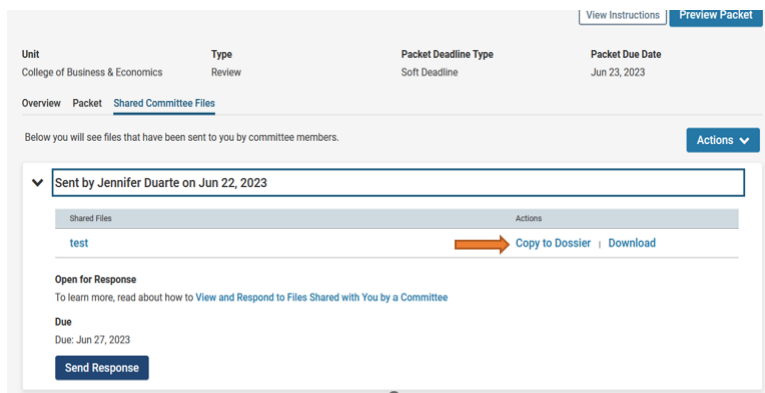 View Instructions Preview Packet
Unit Type Packet Deadline Type Packet Due Date
College of Business & Economics Review Soft Deadline Jun 23, 2023
Overview Packet Shared Committee Files
Below you will see files that have been sent to you by committee members.
Actions
Sent by Jennifer Duarte on Jun 22, 2023
Shared Files Actions
test Copy to Dossier | Download
Open for Response
To learn more, read about how to View and Respond to Files Shared with You by a Committee
Due
Due: Jun 27, 2023
Send Response